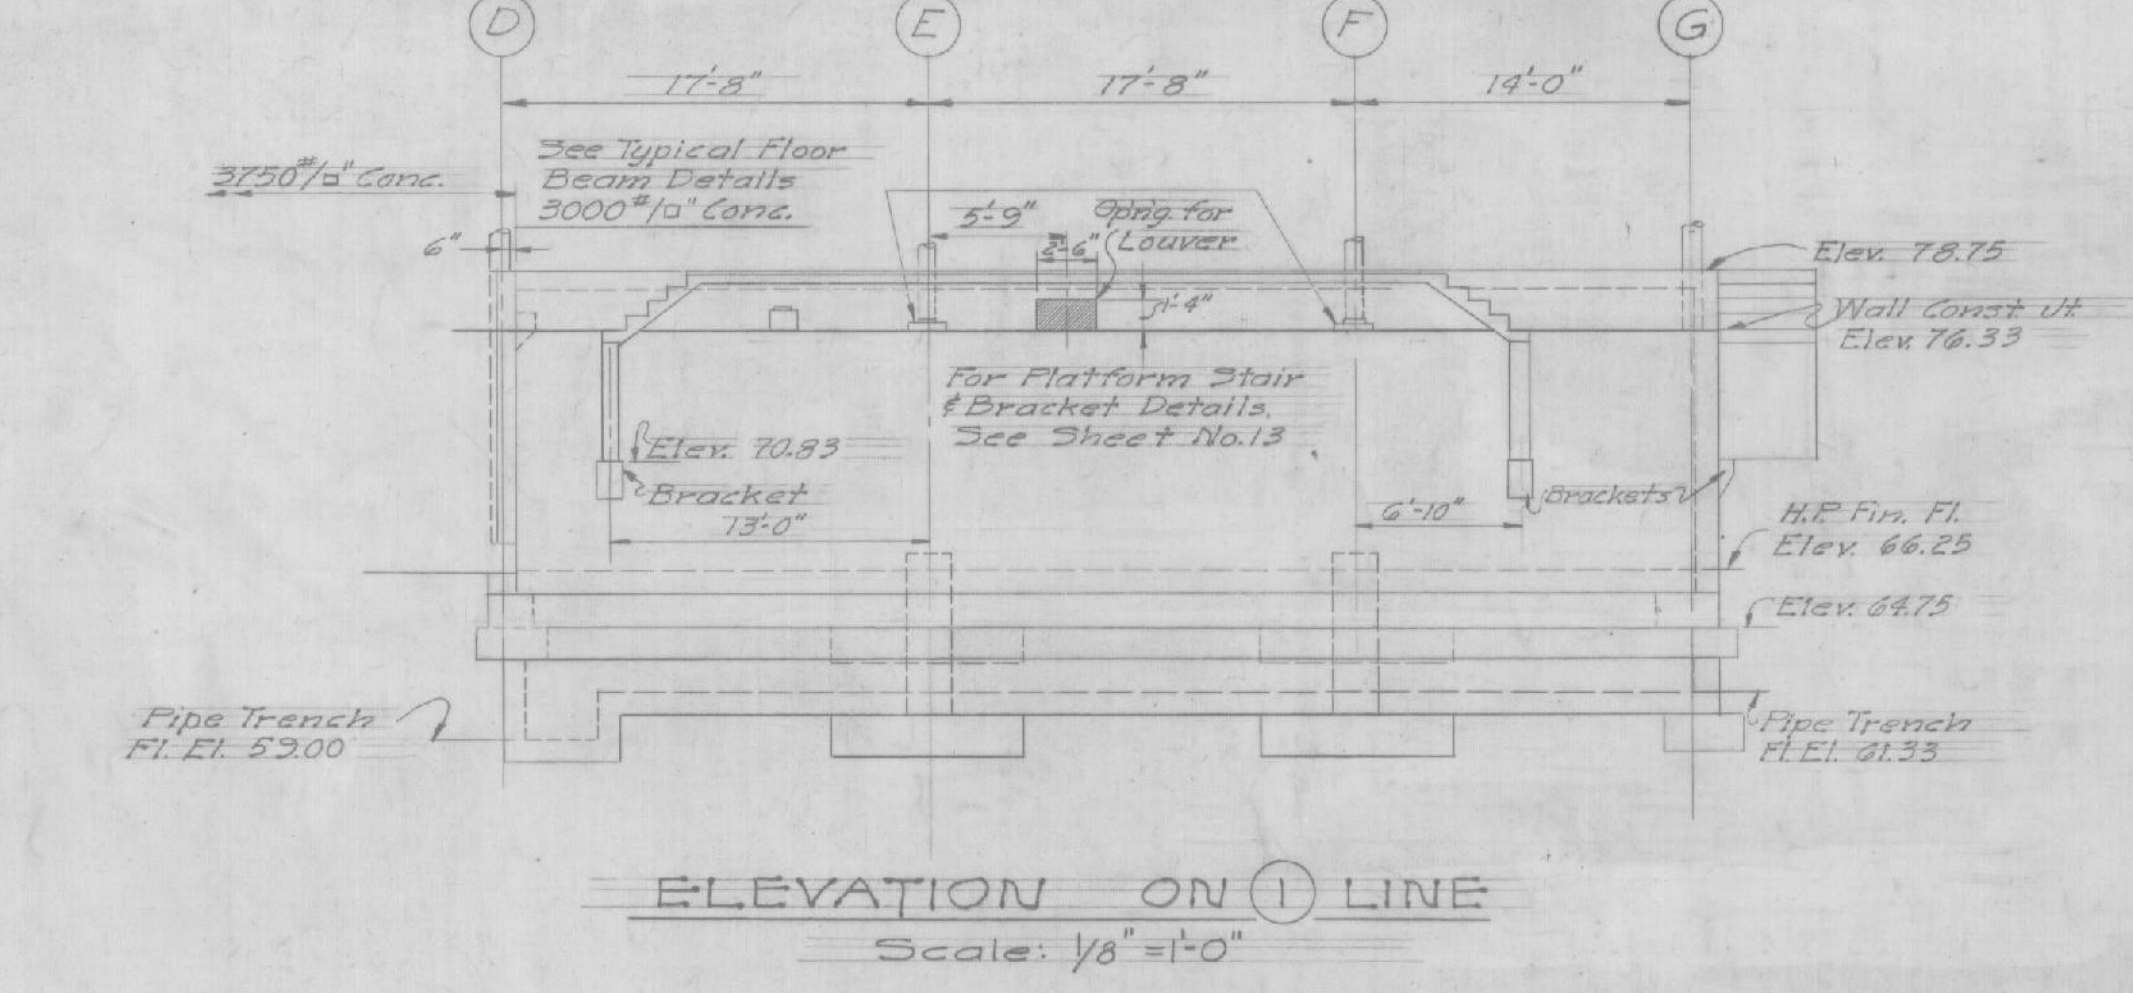 D E F G
17'-8" 17'-8" 14'-0"
3750#/□" Conc.
See Typical Floor
Beam Details
3000#/□" Conc.
6"
5'-9"
2'-6"
Opn'g. for
Louver
1'-4"
Elev. 78.75
Wall Const. Jt.
Elev. 76.33
For Platform Stair
& Bracket Details.
See Sheet No.13
Elev. 70.83
Bracket
13'-0"
6'-10"
Brackets
H.P. Fin. Fl.
Elev. 66.25
Elev. 64.75
Pipe Trench
Fl. El. 59.00
Pipe Trench
Fl. El. 61.33
ELEVATION ON 1 LINE
Scale: 1/8"=1'-0"